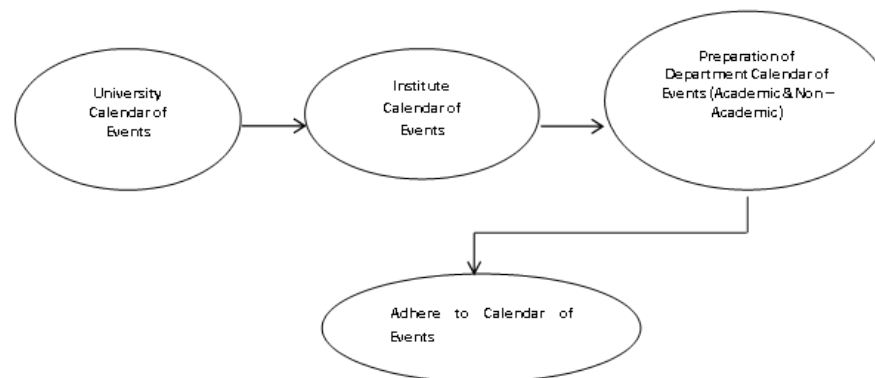 University
Calendar of
Events
Institute
Calendar of
Events
Preparation of
Department Calendar of
Events (Academic & Non –
Academic)
Adhere to Calendar of
Events